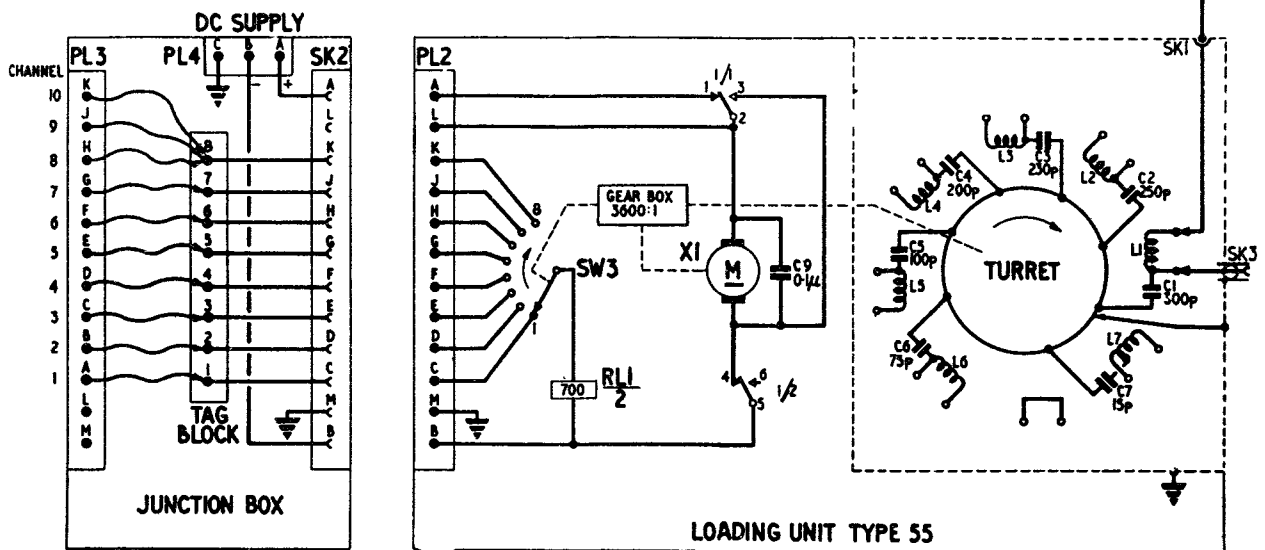 DC SUPPLY
PL3
PL4
C
B
A
SK2
-
+
CHANNEL
K
10
J
9
H
8
G
7
F
6
E
5
D
4
C
3
B
2
A
1
L
M
8
7
6
5
4
3
2
1
TAG
BLOCK
A
L
K
J
H
G
F
E
D
C
M
B
JUNCTION BOX
PL2
A
L
K
J
H
G
F
E
D
C
M
B
8
1
SW3
GEAR BOX
3600:1
1/1
1
3
2
X1
M
C9
0·1µ
700
RL1
2
4
6
5
1/2
SK1
L3
C3
230p
L2
C2
250p
C4
200p
L4
C5
100p
L5
TURRET
L1
C1
300p
SK3
C6
75p
L6
L7
C7
15p
LOADING UNIT TYPE 55